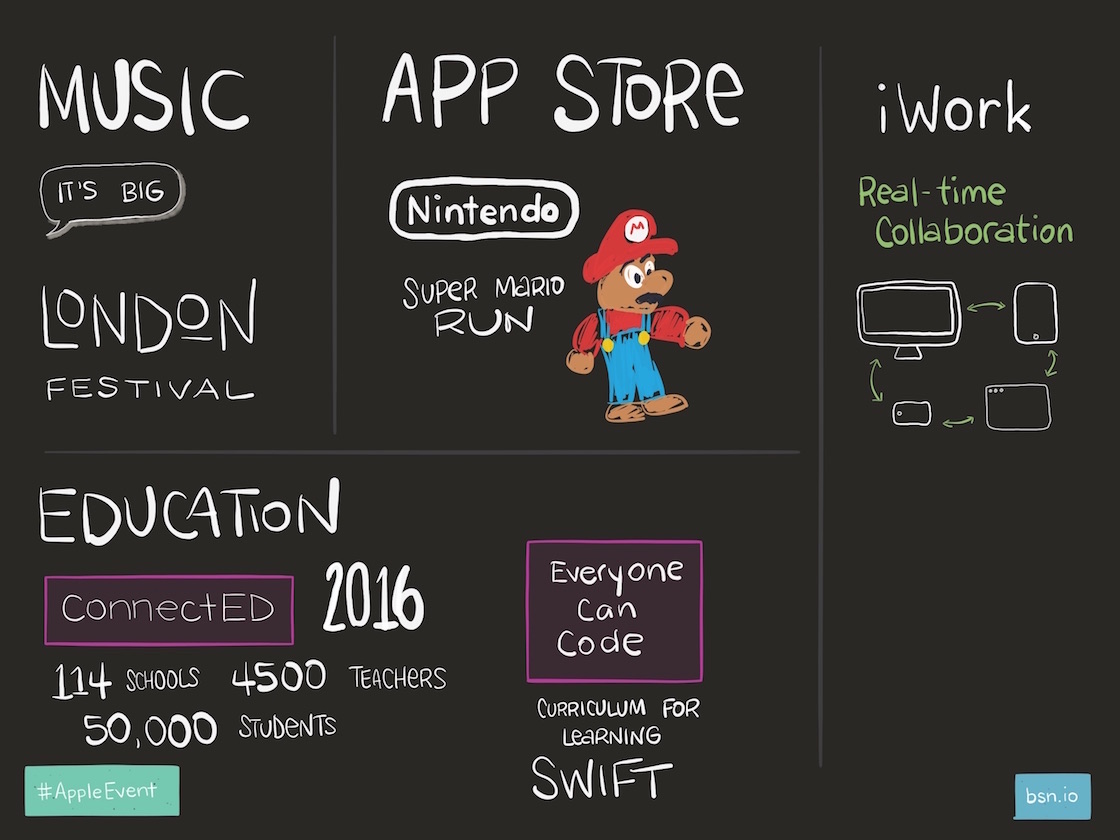 MUSIC
IT'S BIG
LONDON
FESTIVAL
APP STORE
Nintendo
SUPER MARIO
RUN
M
iWork
Real-time
Collaboration
EDUCATION
ConnectED
2016
114 SCHOOLS 4500 TEACHERS
50,000 STUDENTS
Everyone
Can
Code
CURRICULUM FOR
LEARNING
SWIFT
#AppleEvent
bsn.io